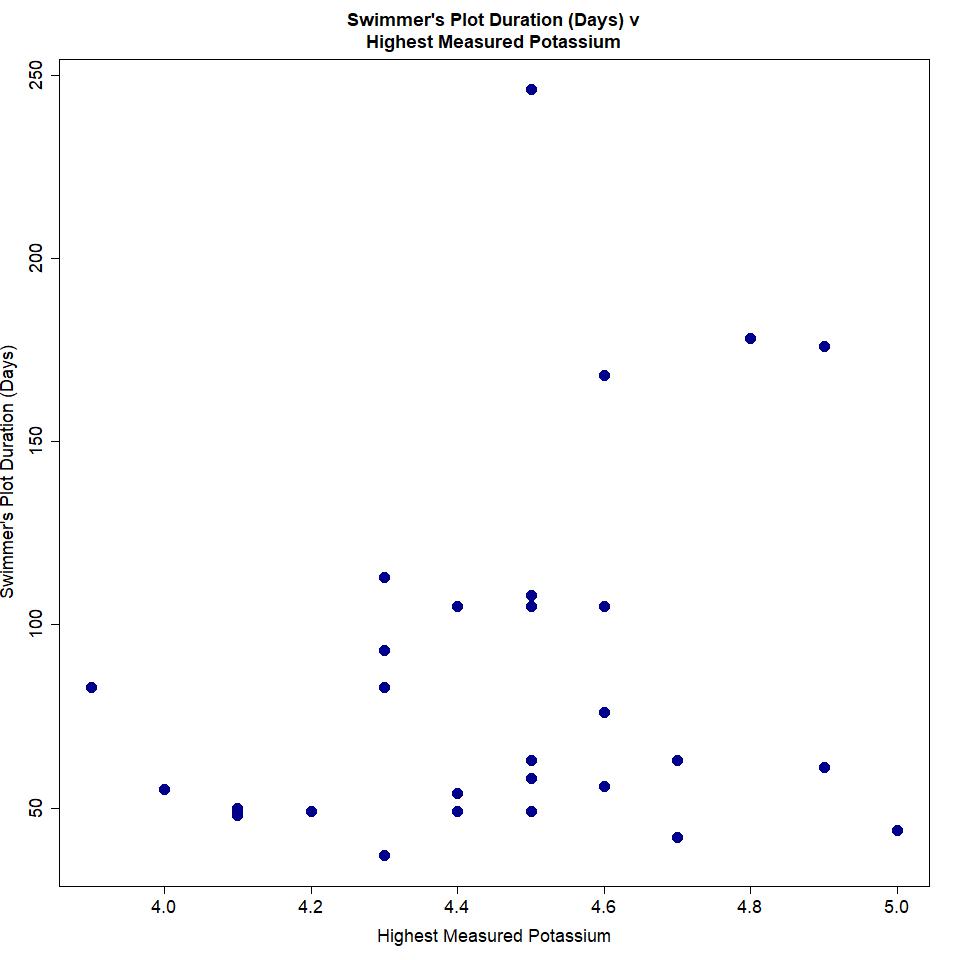 Swimmer's Plot Duration (Days) v
Highest Measured Potassium
Swimmer's Plot Duration (Days)
250
200
150
100
50
4.0 4.2 4.4 4.6 4.8 5.0
Highest Measured Potassium